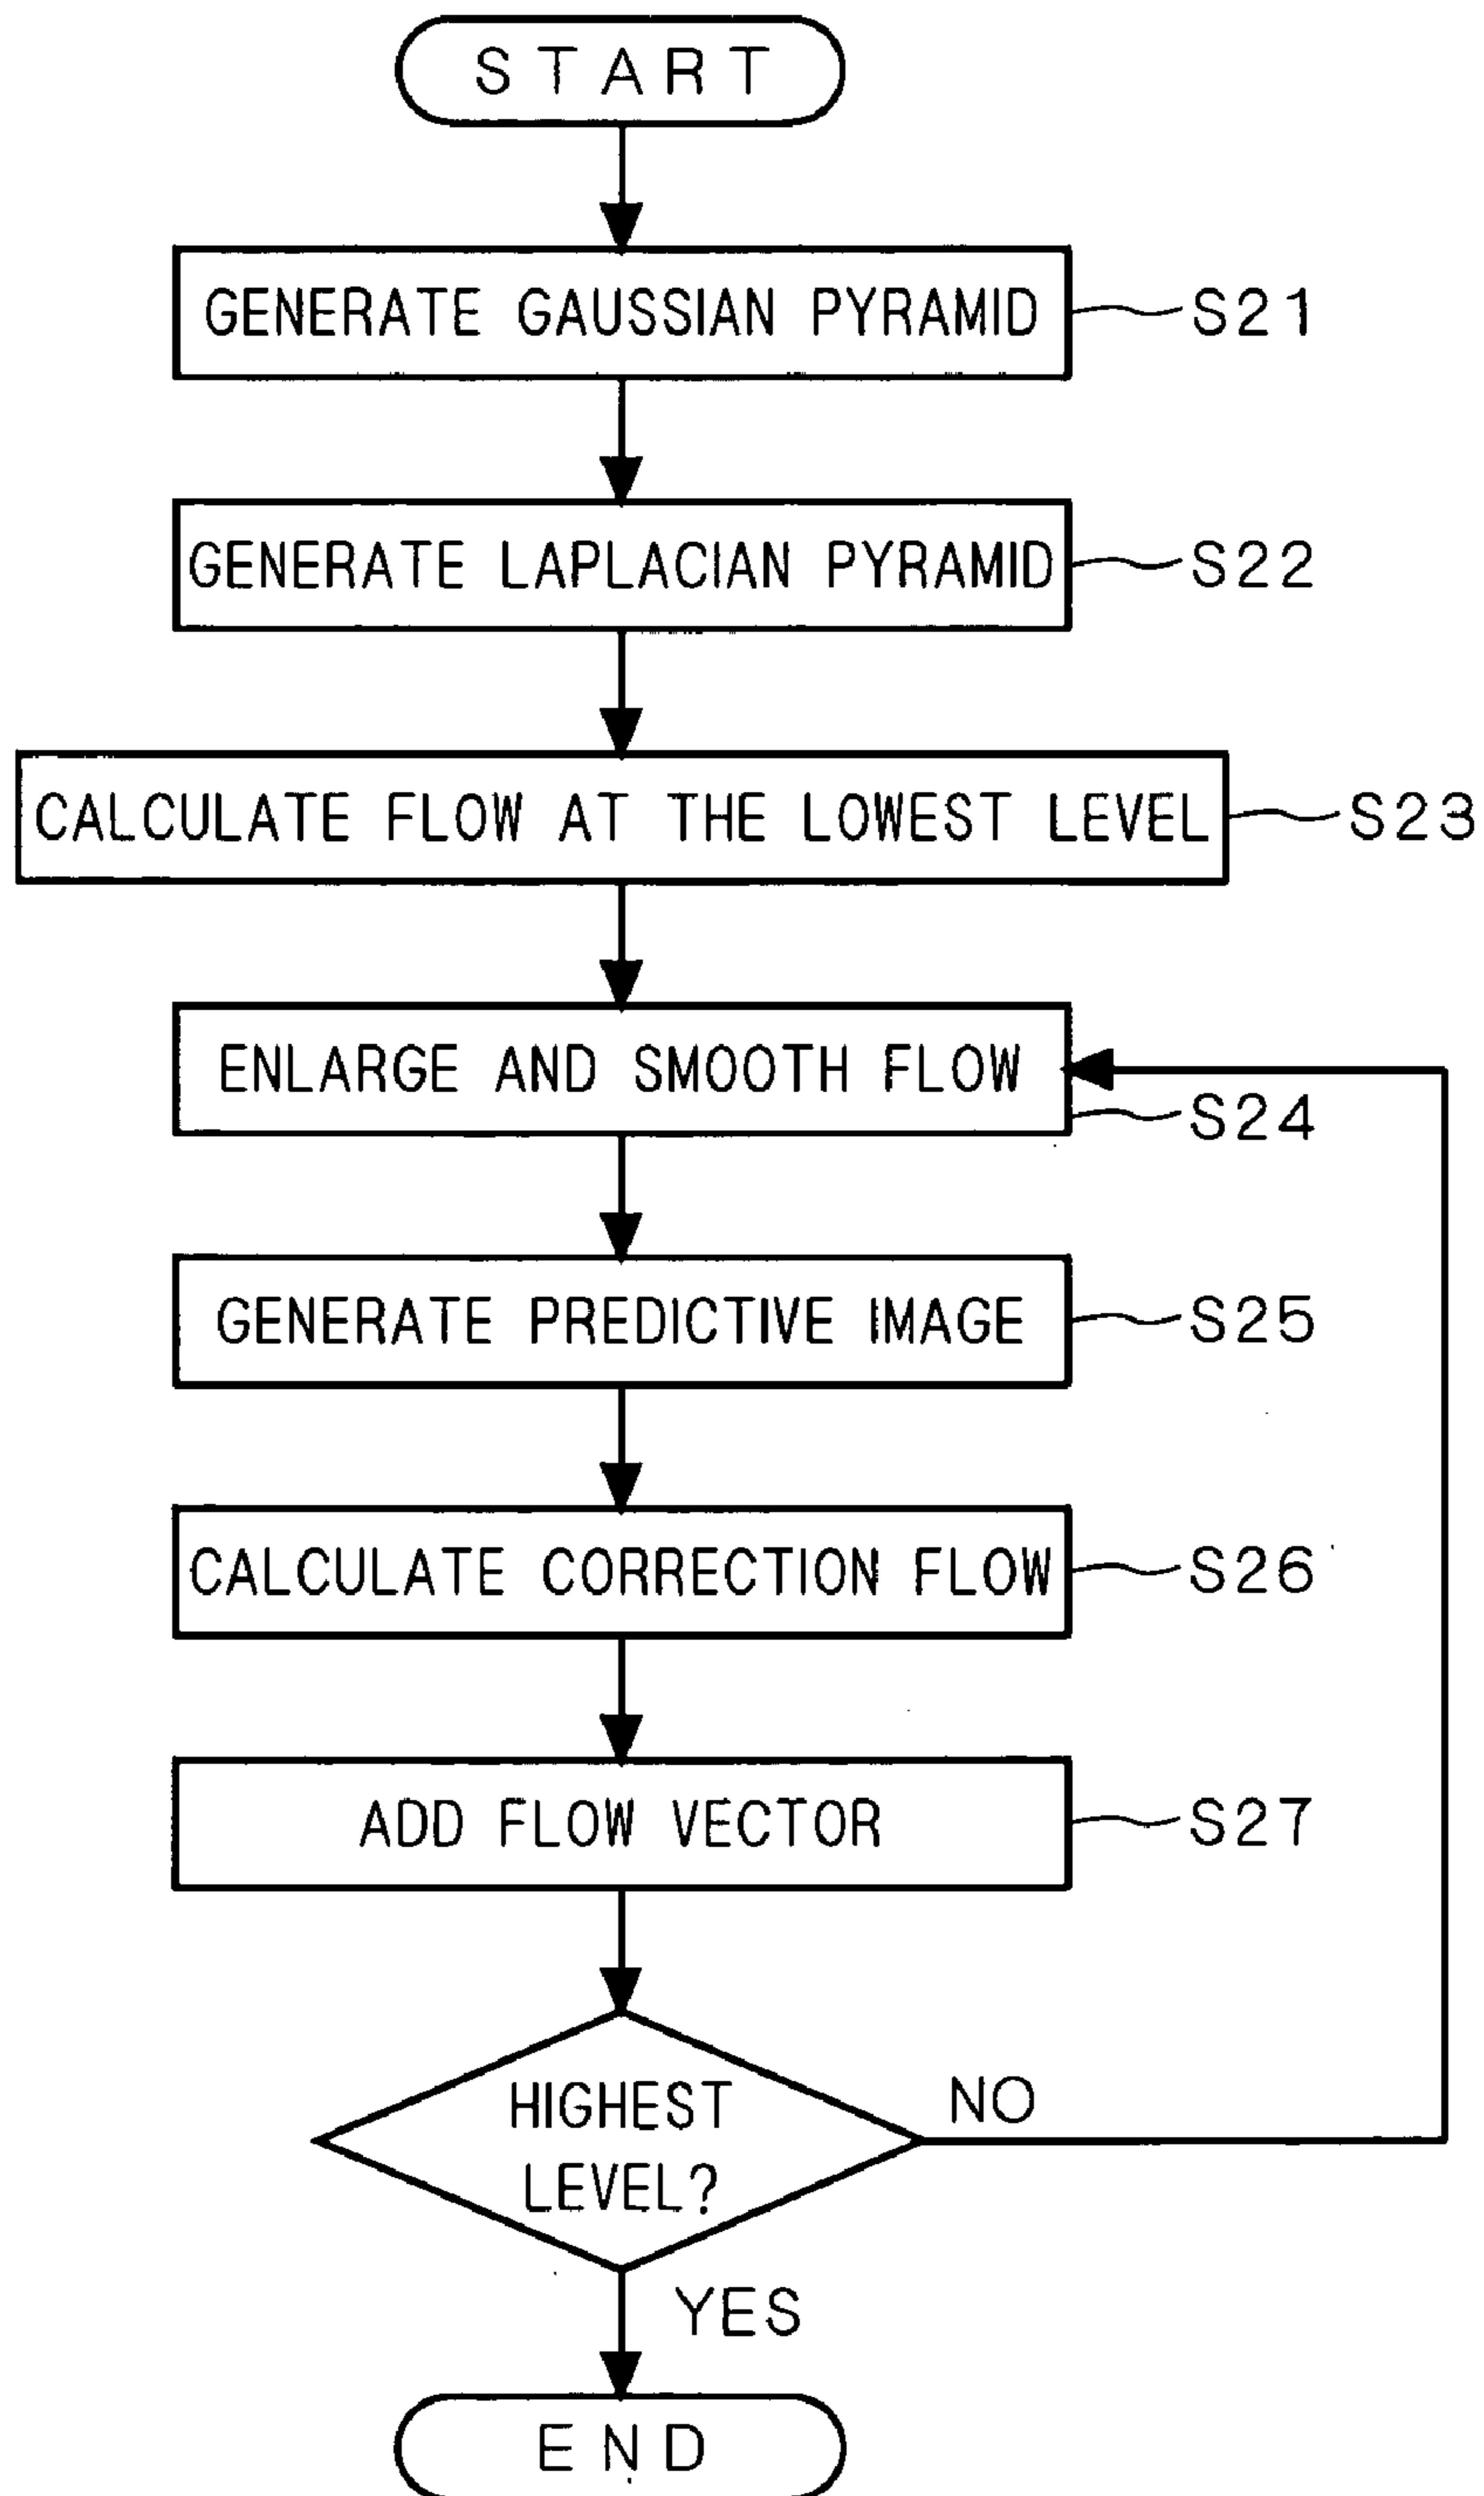 START
GENERATE GAUSSIAN PYRAMID
S21
GENERATE LAPLACIAN PYRAMID
S22
CALCULATE FLOW AT THE LOWEST LEVEL
S23
ENLARGE AND SMOOTH FLOW
S24
GENERATE PREDICTIVE IMAGE
S25
CALCULATE CORRECTION FLOW
S26
ADD FLOW VECTOR
S27
HIGHEST
LEVEL?
NO
YES
END